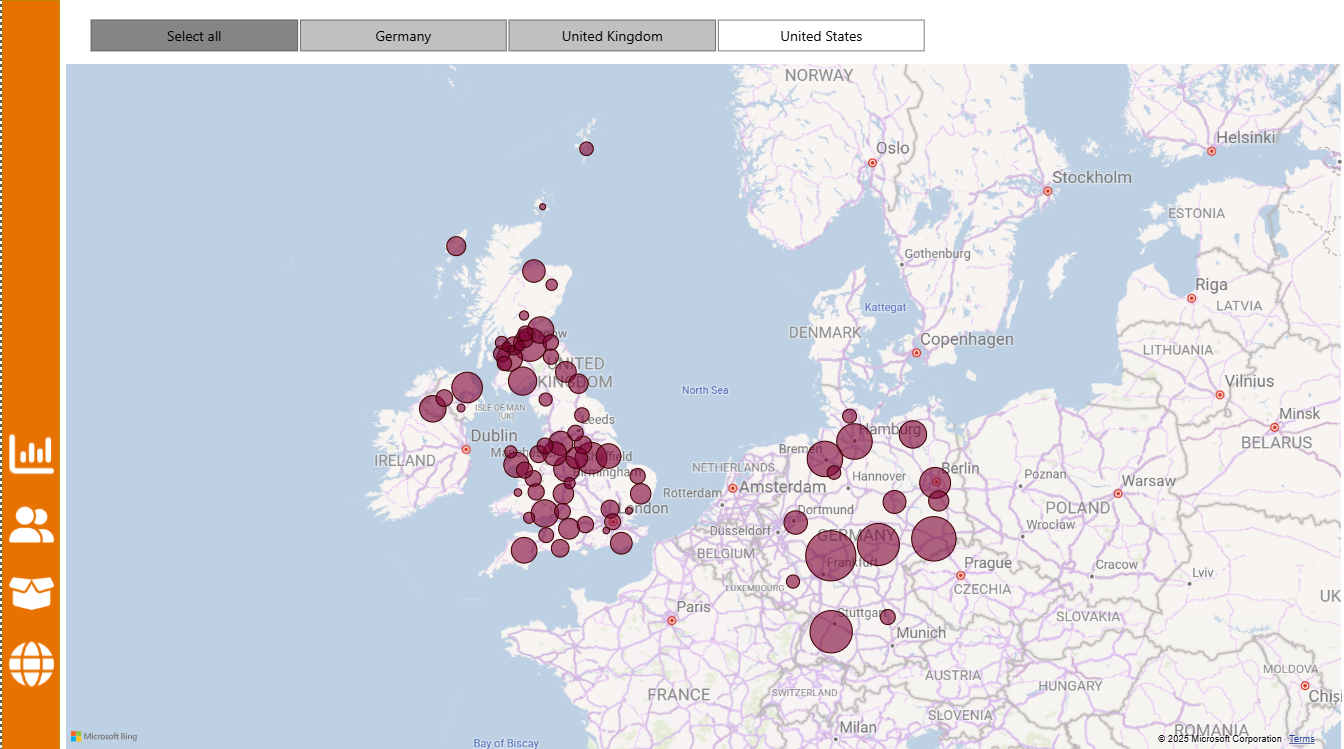 Select all
Germany
United Kingdom
United States
NORWAY
Helsinki
Oslo
Stockholm
ESTONIA
Gothenburg
Riga
Kattegat
LATVIA
DENMARK
Copenhagen
LITHUANIA
UNITED
KINGDOM
Vilnius
North Sea
ISLE OF MAN
(UK)
Minsk
Leeds
Hamburg
Dublin
BELARUS
Bremen
IRELAND
Birmingham
NETHERLANDS
Berlin
Hannover
Poznan
Warsaw
Amsterdam
Rotterdam
POLAND
Dortmund
Wrocław
Düsseldorf
GERMANY
BELGIUM
Frankfurt
Prague
Cracow
Lviv
LUXEMBOURG
CZECHIA
UK
Paris
Stuttgart
SLOVAKIA
Munich
MOLDOVA
AUSTRIA
HUNGARY
FRANCE
SWITZERLAND
Chiși
SLOVENIA
Milan
ROMANIA
Bay of Biscay
Microsoft Bing
© 2025 Microsoft Corporation Terms